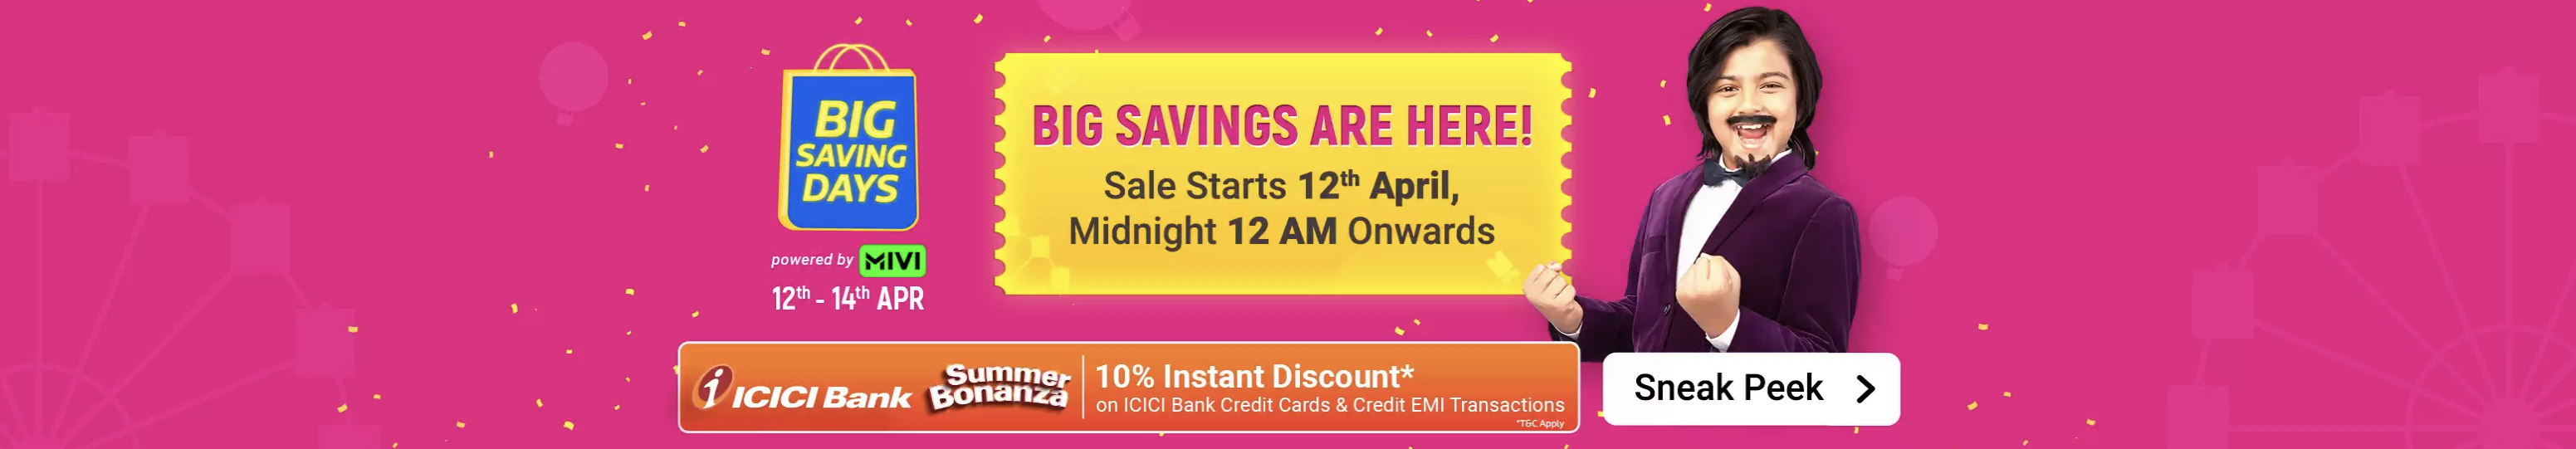 BIG
SAVING
DAYS
powered by MIVI
12th - 14th APR
BIG SAVINGS ARE HERE!
Sale Starts 12th April,
Midnight 12 AM Onwards
i ICICI Bank
Summer
Bonanza
10% Instant Discount*
on ICICI Bank Credit Cards & Credit EMI Transactions
*T&C Apply
Sneak Peek >